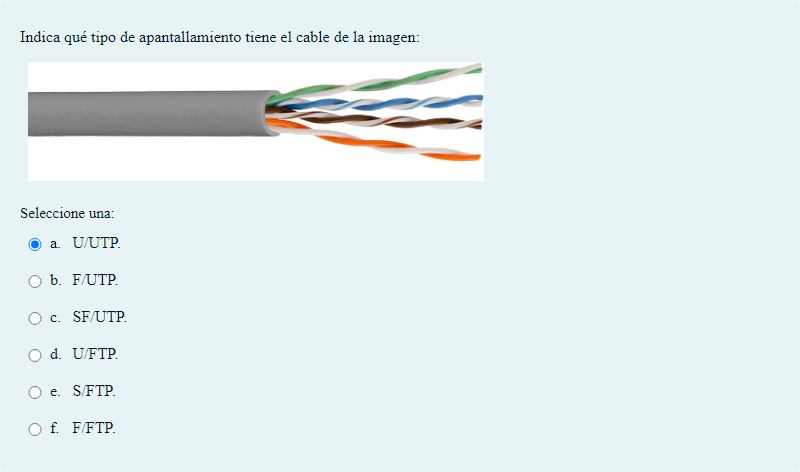 Indica qué tipo de apantallamiento tiene el cable de la imagen:
Seleccione una:
a. U/UTP.
b. F/UTP.
c. SF/UTP.
d. U/FTP.
e. S/FTP.
f. F/FTP.